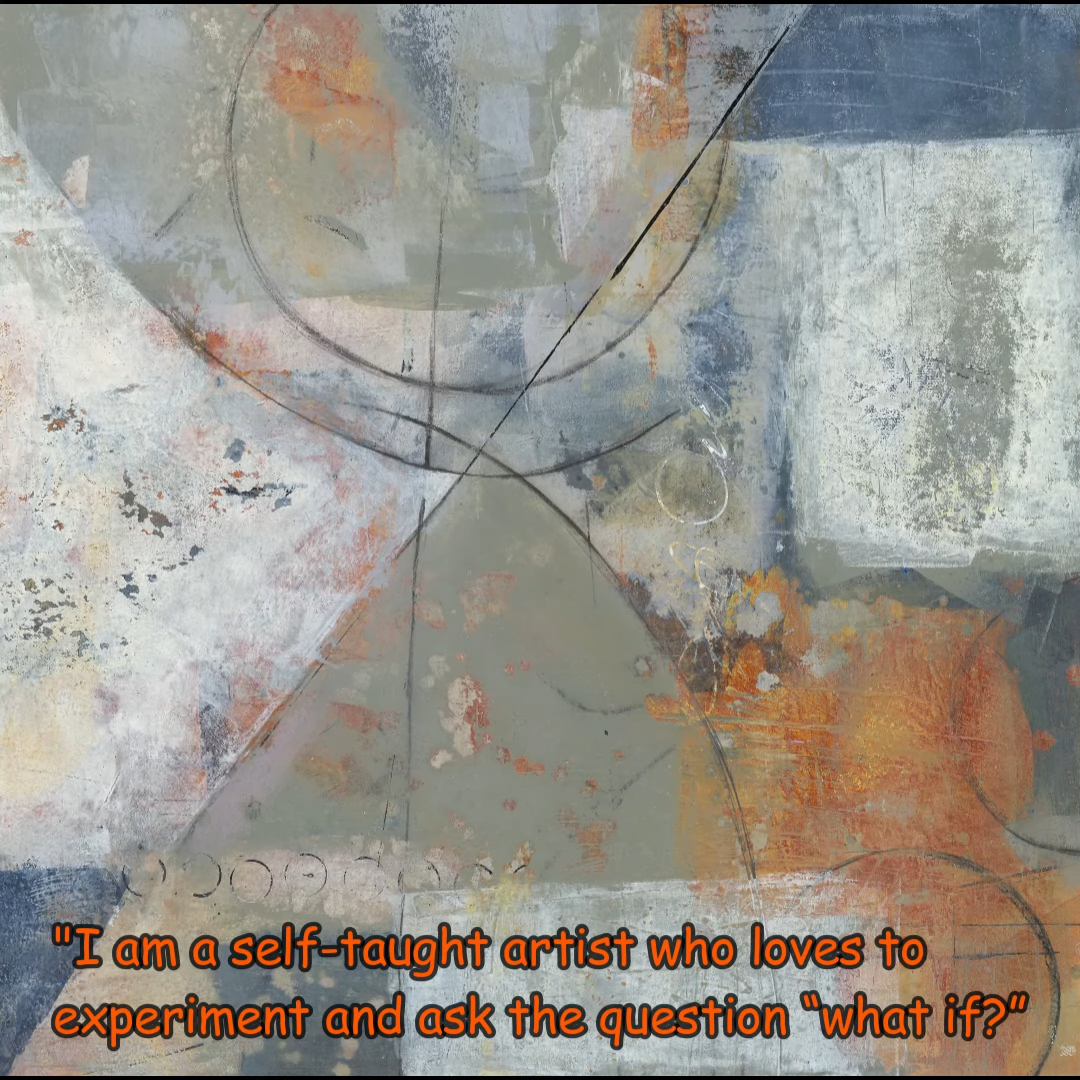 "I am a self-taught artist who loves to
experiment and ask the question “what if?”